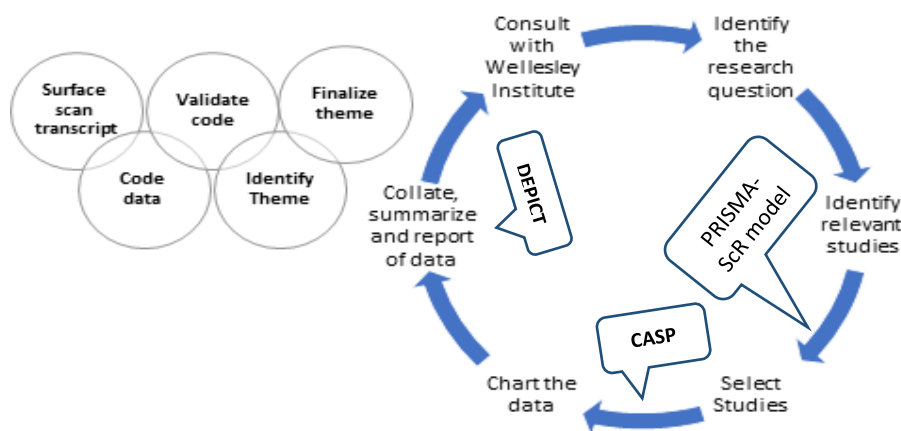 Surface
scan
transcript
Validate
code
Finalize
theme
Code
data
Identify
Theme
Consult
with
Wellesley
Institute
Identify
the
research
question
Identify
relevant
studies
Select
Studies
Chart the
data
Collate,
summarize
and report
of data
DEPICT
PRISMA-
ScR model
CASP